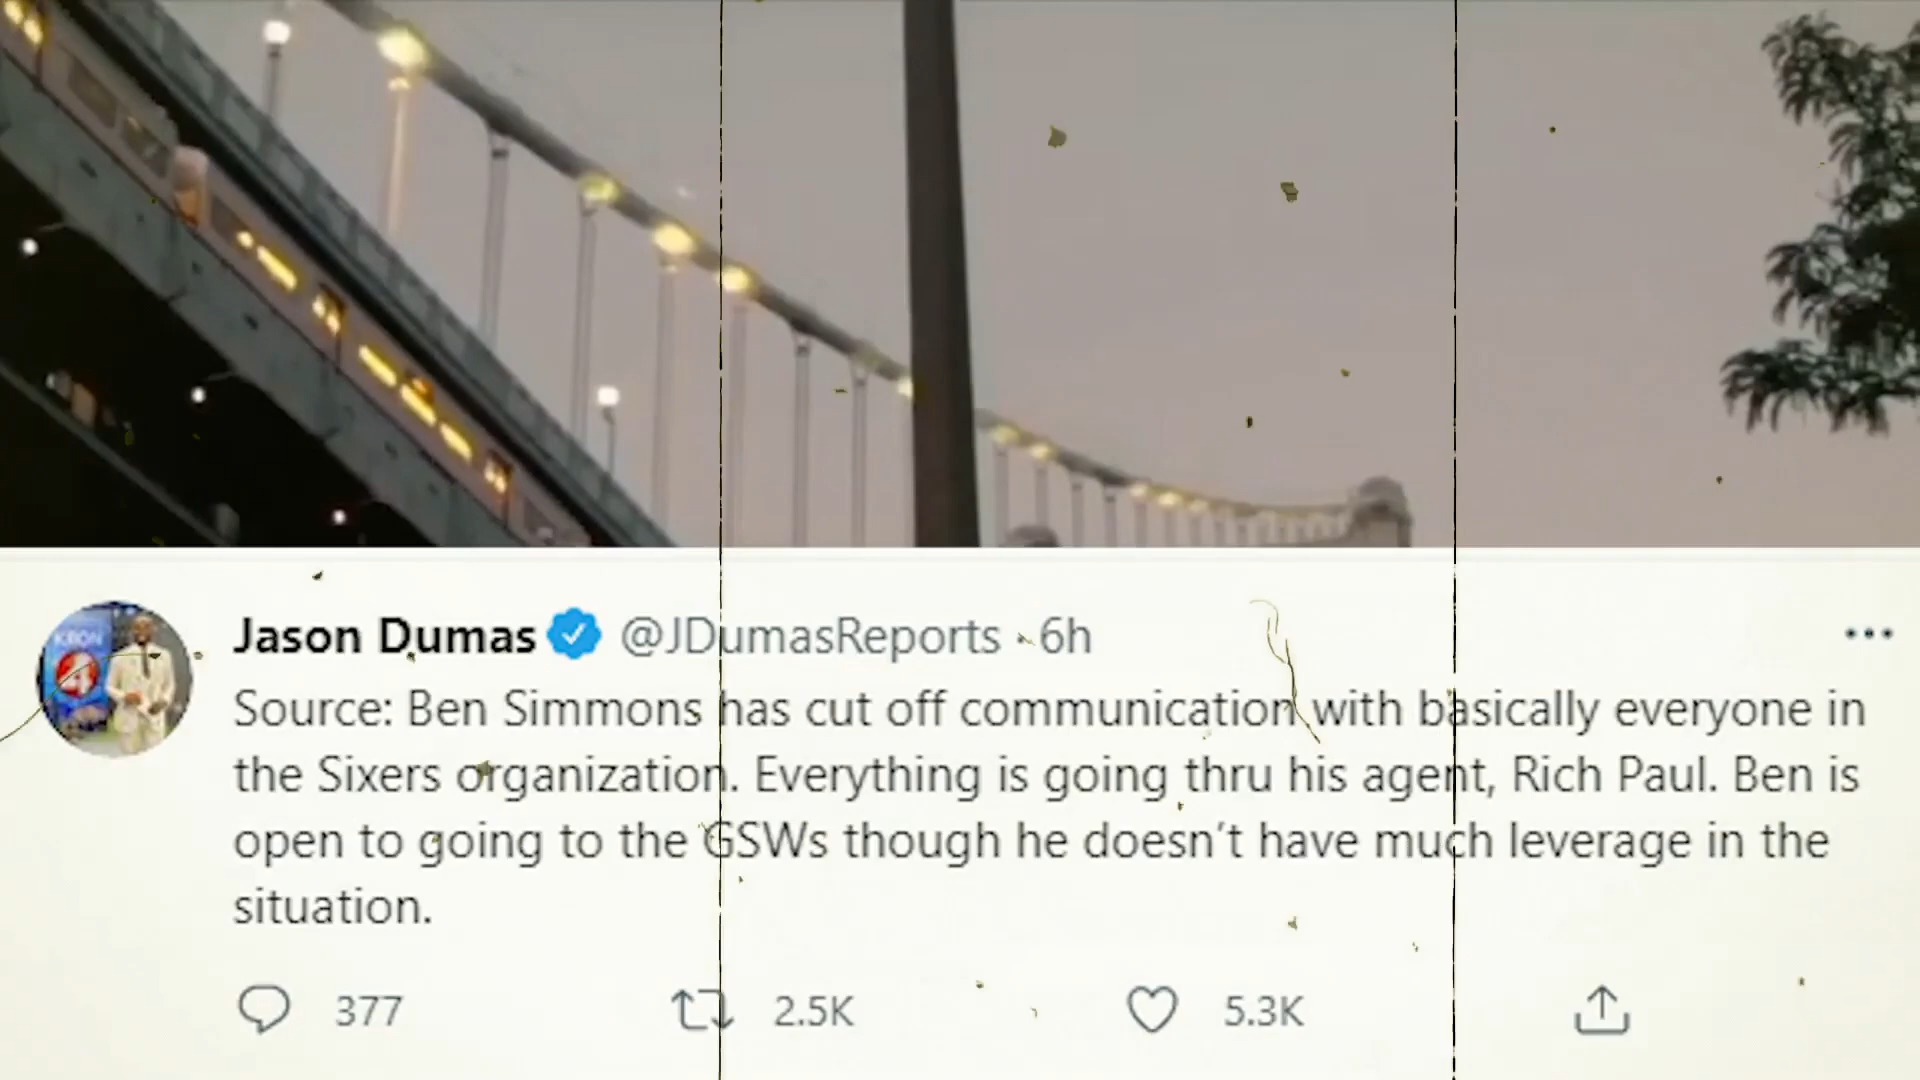 KRON
4
Jason Dumas @JDumasReports · 6h
Source: Ben Simmons has cut off communication with basically everyone in
the Sixers organization. Everything is going thru his agent, Rich Paul. Ben is
open to going to the GSWs though he doesn't have much leverage in the
situation.
377 2.5K 5.3K